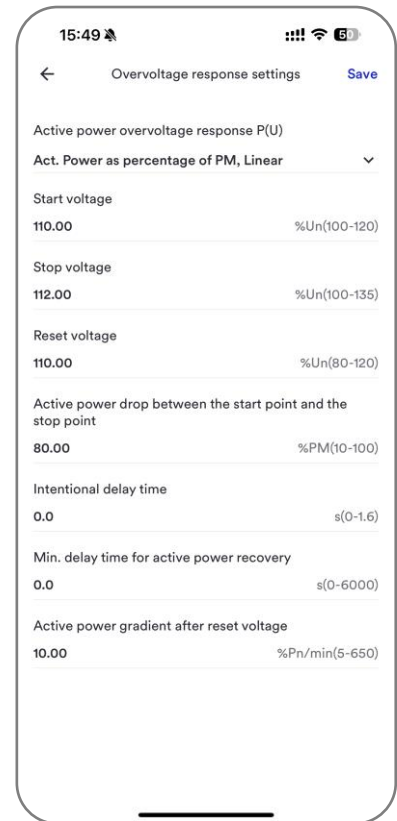 15:49
50
Overvoltage response settings Save
Active power overvoltage response P(U)
Act. Power as percentage of PM, Linear
Start voltage
110.00 %Un(100-120)
Stop voltage
112.00 %Un(100-135)
Reset voltage
110.00 %Un(80-120)
Active power drop between the start point and the
stop point
80.00 %PM(10-100)
Intentional delay time
0.0 s(0-1.6)
Min. delay time for active power recovery
0.0 s(0-6000)
Active power gradient after reset voltage
10.00 %Pn/min(5-650)